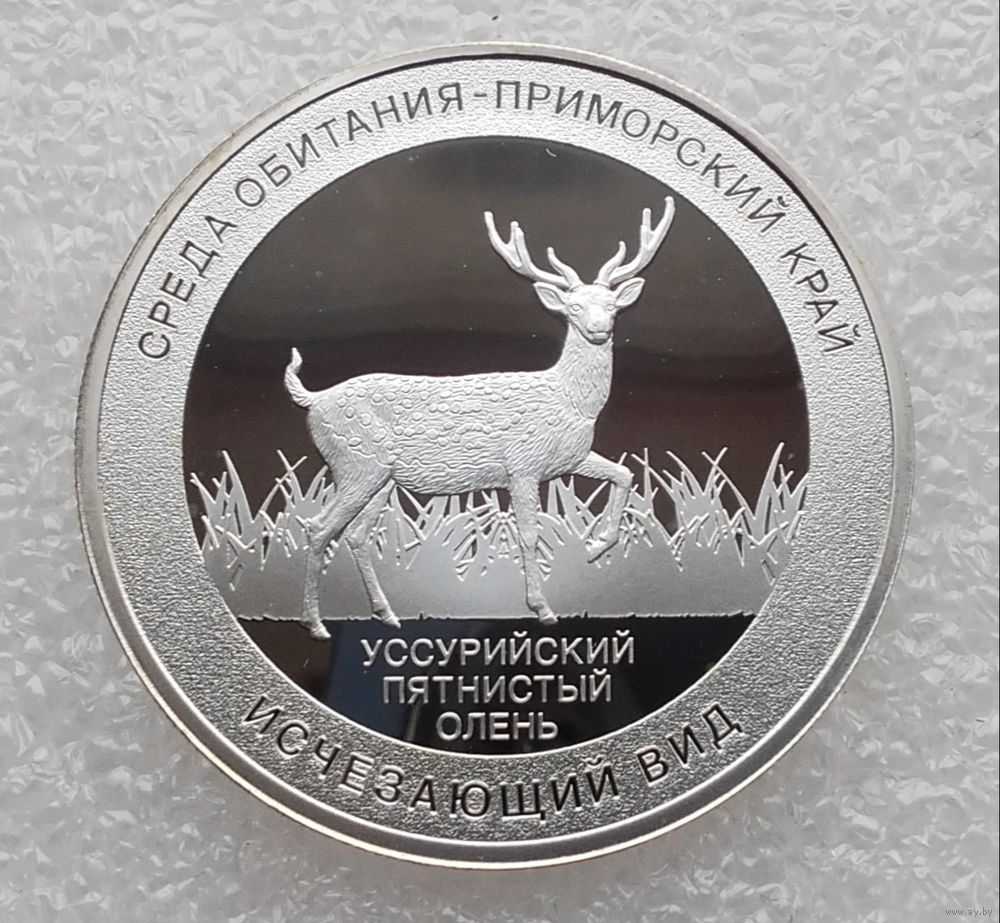 СРЕДА ОБИТАНИЯ-ПРИМОРСКИЙ КРАЙ
УССУРИЙСКИЙ
ПЯТНИСТЫЙ
ОЛЕНЬ
ИСЧЕЗАЮЩИЙ ВИД
www.ay.by